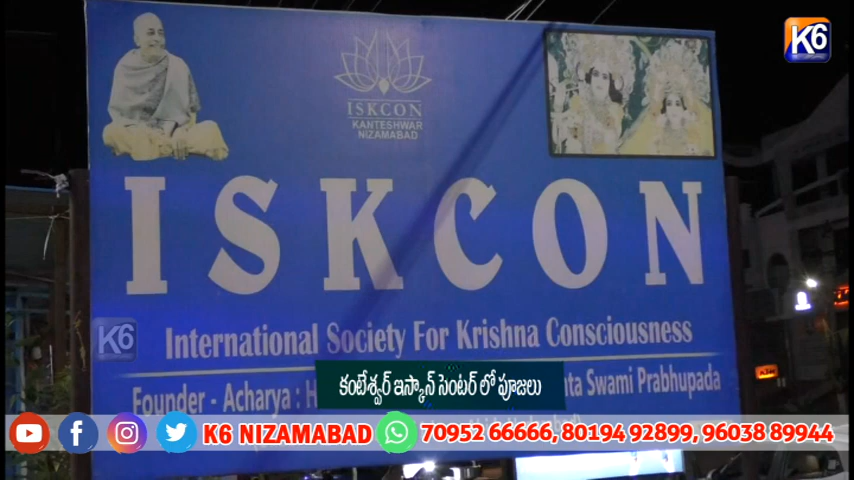 K6
ISKCON
KANTESHWAR
NIZAMABAD
ISKCON
K6
International Society For Krishna Consciousness
Founder - Acharya : H
Swami Prabhupada
కంటేశ్వర్ ఇస్కాన్ సెంటర్ లో పూజలు
K6 NIZAMABAD
70952 66666, 80194 92899, 96038 89944